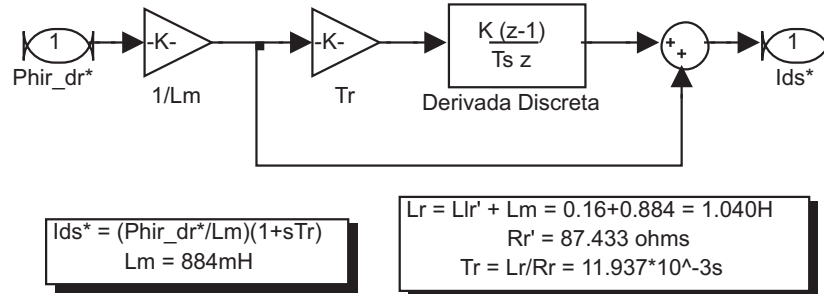 1
Phir_dr*
-K-
1/Lm
-K-
Tr
K (z-1)
Ts z
Derivada Discreta
+
+
1
Ids*
Ids* = (Phir_dr*/Lm)(1+sTr)
Lm = 884mH
Lr = Llr' + Lm = 0.16+0.884 = 1.040H
Rr' = 87.433 ohms
Tr = Lr/Rr = 11.937*10^-3s